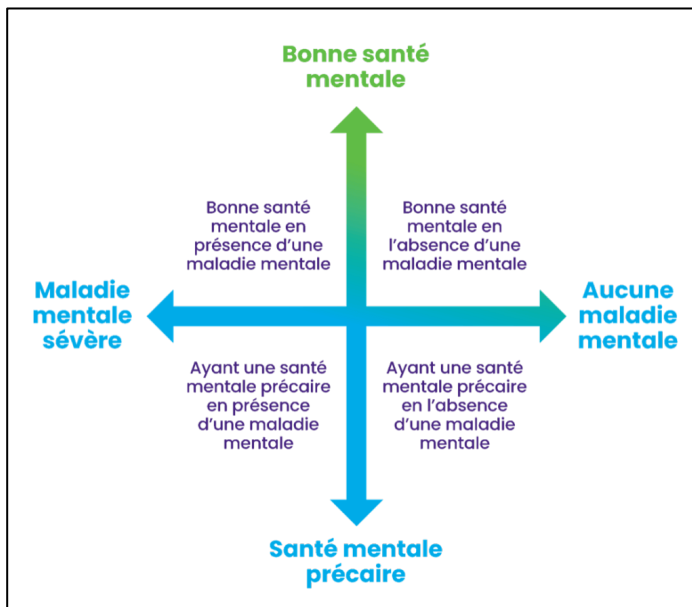 Bonne santé
mentale
Bonne santé
mentale en
présence d'une
maladie mentale
Bonne santé
mentale en
l'absence d'une
maladie mentale
Maladie
mentale
sévère
Aucune
maladie
mentale
Ayant une santé
mentale précaire
en présence
d'une maladie
mentale
Ayant une santé
mentale précaire
en l'absence
d'une maladie
mentale
Santé mentale
précaire